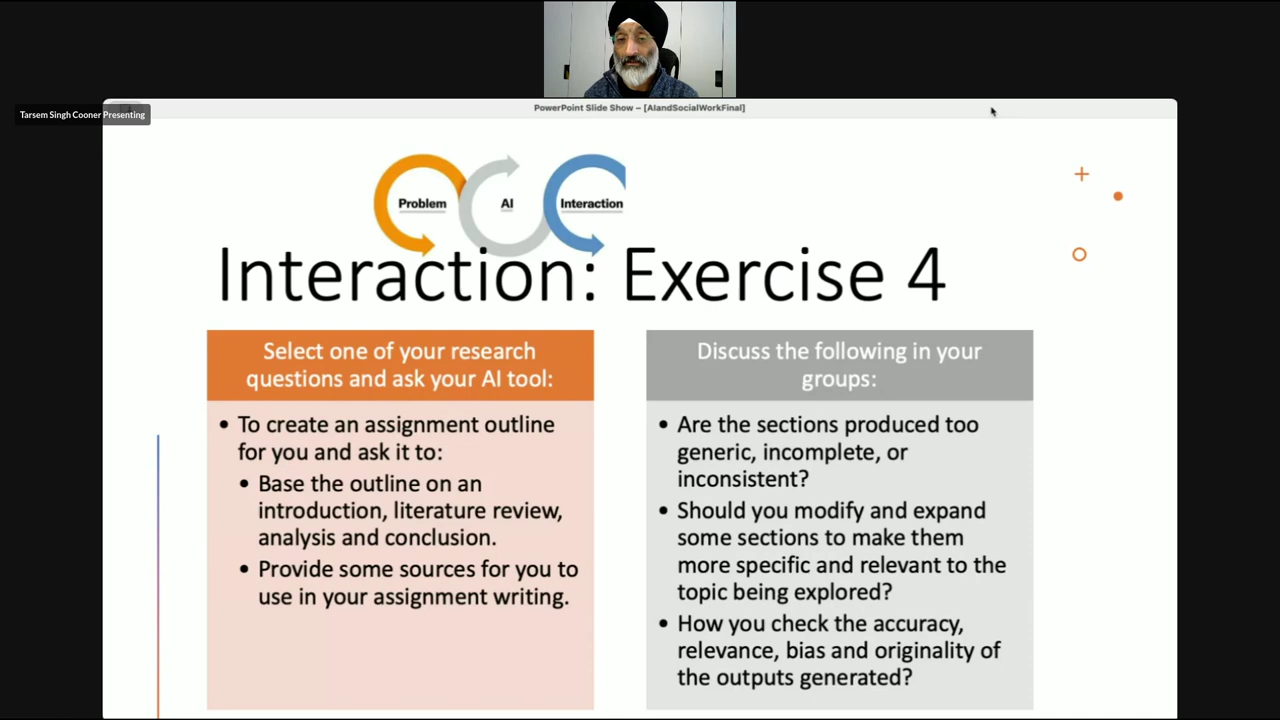 PowerPoint Slide Show – [AIandSocialWorkFinal]
Tarsem Singh Cooner Presenting
Problem
AI
Interaction
Interaction: Exercise 4
Select one of your research
questions and ask your AI tool:
• To create an assignment outline
for you and ask it to:
• Base the outline on an
introduction, literature review,
analysis and conclusion.
• Provide some sources for you to
use in your assignment writing.
Discuss the following in your
groups:
• Are the sections produced too
generic, incomplete, or
inconsistent?
• Should you modify and expand
some sections to make them
more specific and relevant to the
topic being explored?
• How you check the accuracy,
relevance, bias and originality of
the outputs generated?